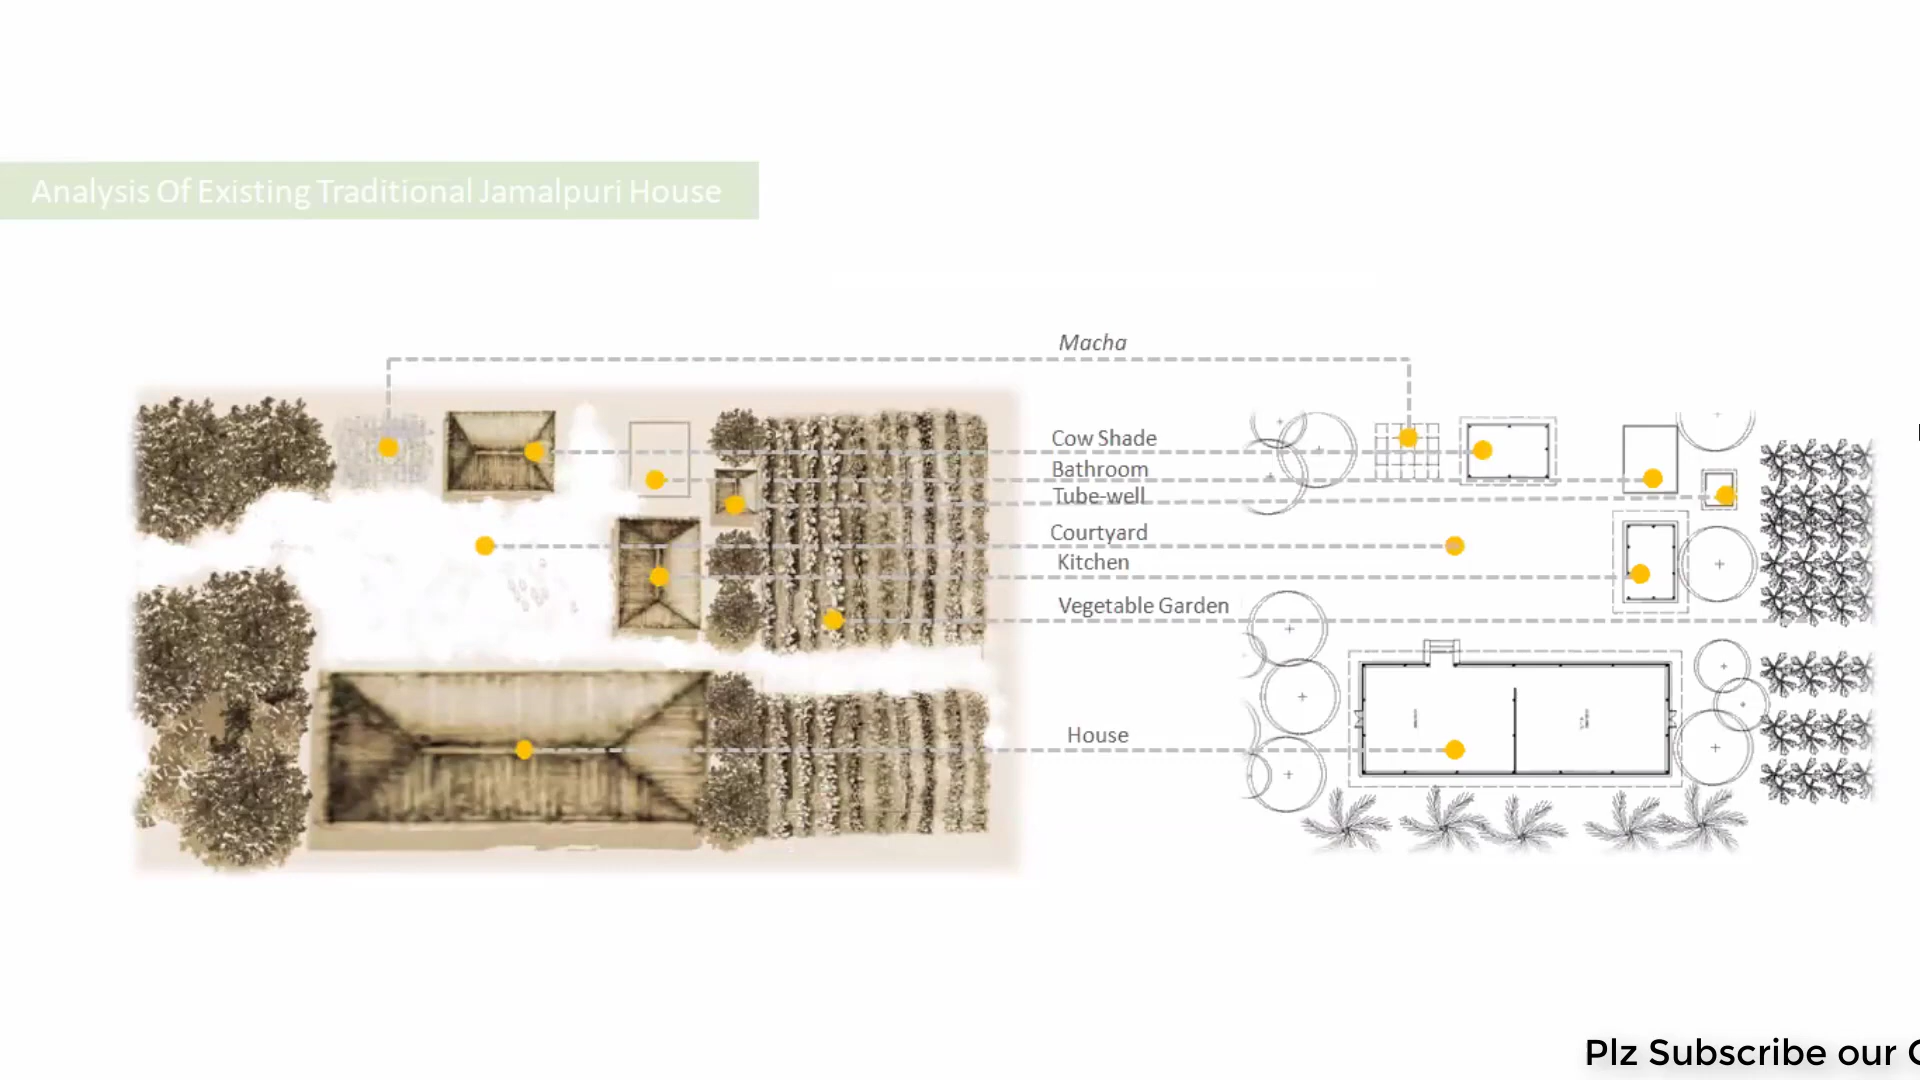 Analysis Of Existing Traditional Jamalpuri House
Macha
Cow Shade
Bathroom
Tube-well
Courtyard
Kitchen
Vegetable Garden
House
Plz Subscribe our